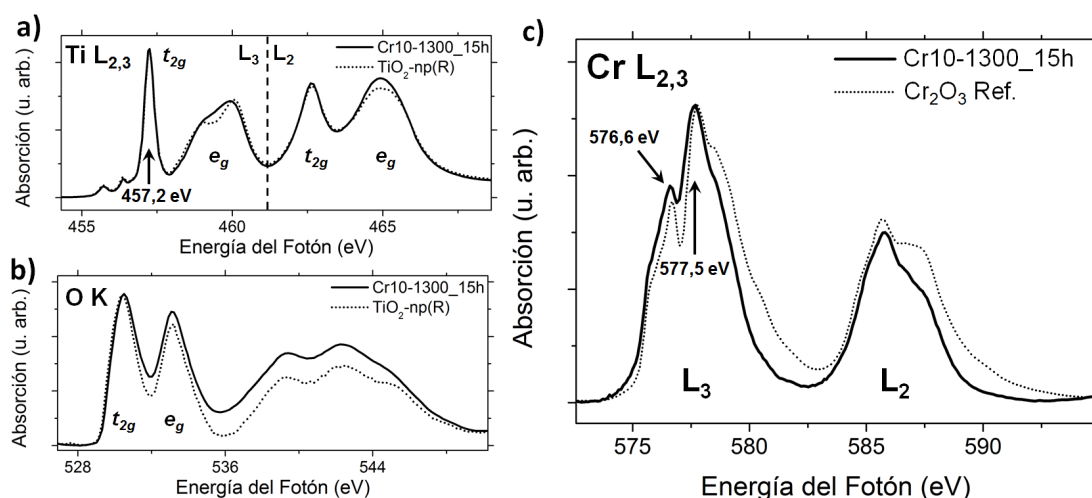 a)
Ti L2,3
t2g
L3
L2
Cr10-1300_15h
TiO2-np(R)
eg
t2g
eg
457,2 eV
Absorción (u. arb.)
455
460
465
Energía del Fotón (eV)
b)
O K
Cr10-1300_15h
TiO2-np(R)
t2g
eg
Absorción (u. arb.)
528
536
544
Energía del Fotón (eV)
c)
Cr L2,3
Cr10-1300_15h
Cr2O3 Ref.
576,6 eV
577,5 eV
L3
L2
Absorción (u. arb.)
575
580
585
590
Energía del Fotón (eV)